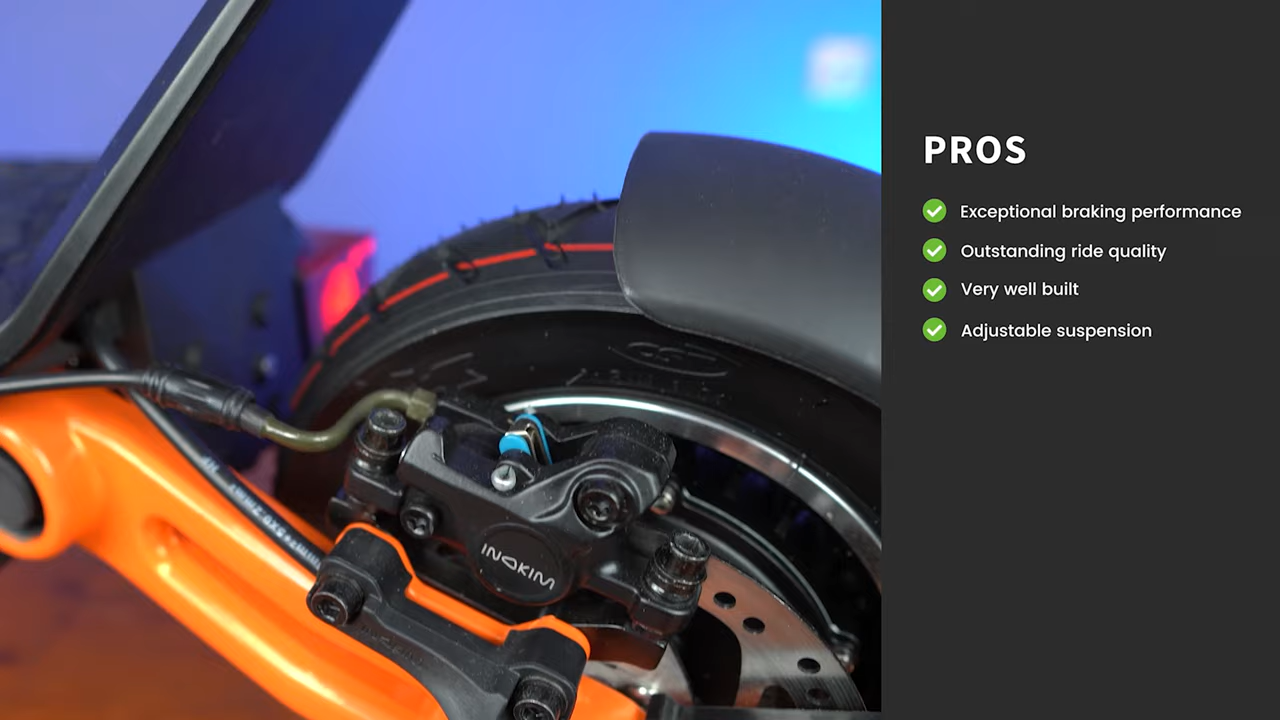 PROS
Exceptional braking performance
Outstanding ride quality
Very well built
Adjustable suspension
INOKIM